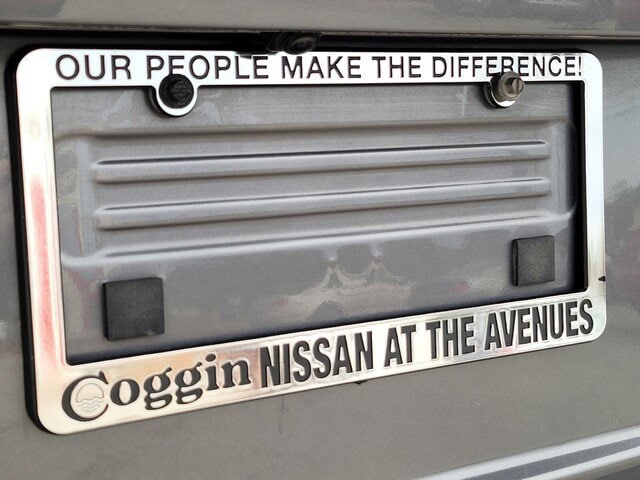 OUR PEOPLE MAKE THE DIFFERENCE!
Coggin NISSAN AT THE AVENUES